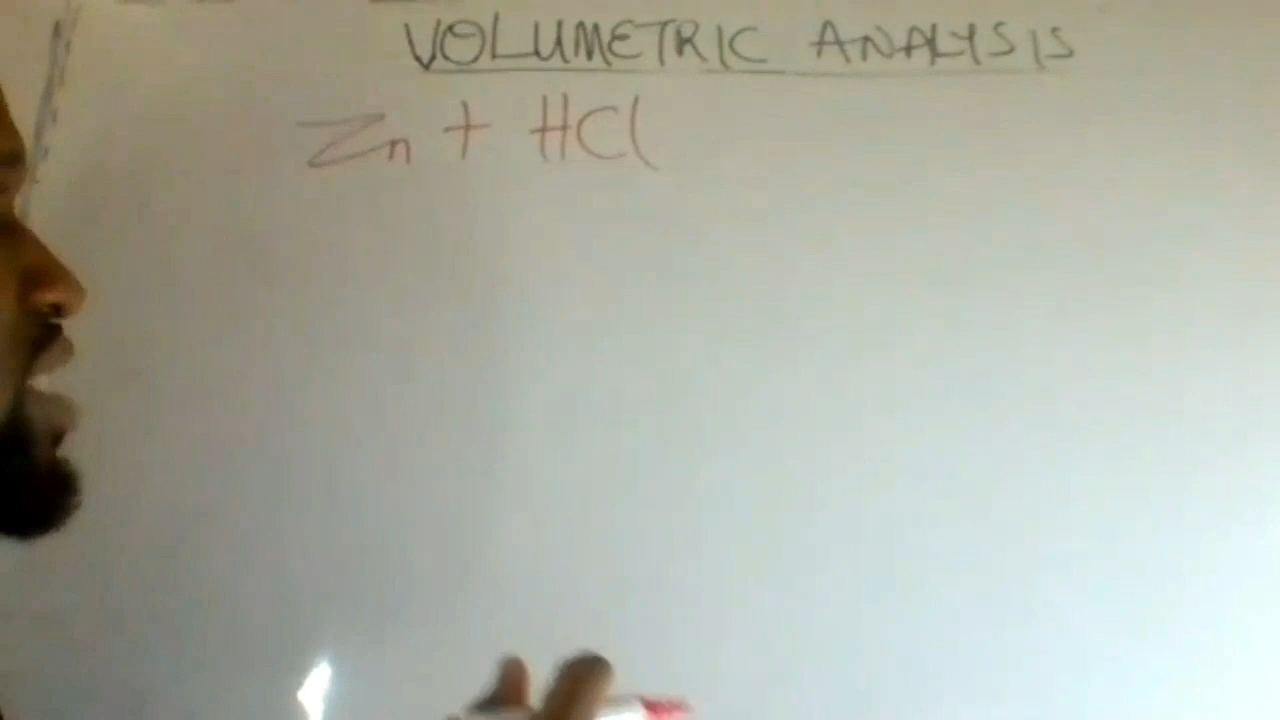 VOLUMETRIC ANALYSIS
Zn + HCl